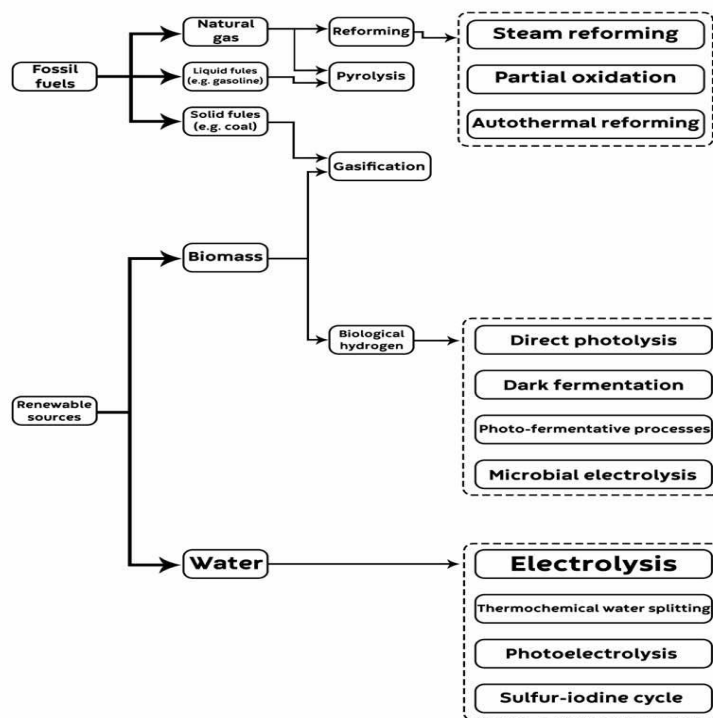 Natural
gas
Reforming
Steam reforming
Fossil
fuels
Liquid fules
(e.g. gasoline)
Pyrolysis
Partial oxidation
Solid fules
(e.g. coal)
Autothermal reforming
Gasification
Biomass
Biological
hydrogen
Direct photolysis
Dark fermentation
Renewable
sources
Photo-fermentative processes
Microbial electrolysis
Water
Electrolysis
Thermochemical water splitting
Photoelectrolysis
Sulfur-iodine cycle